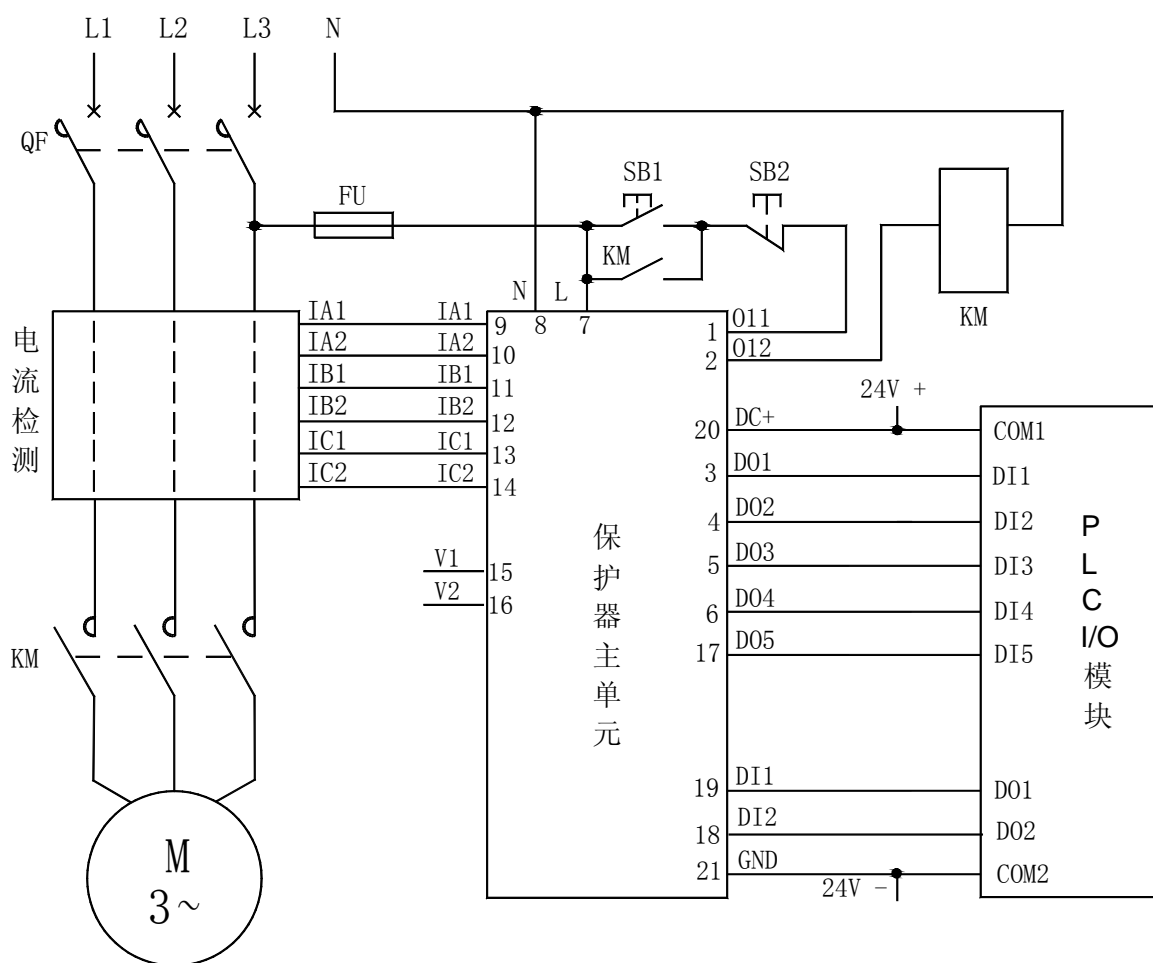 L1 L2 L3 N
QF
FU
SB1 SB2
KM
KM
N L
8 7
电流检测
IA1 IA1 9
IA2 IA2 10
IB1 IB1 11
IB2 IB2 12
IC1 IC1 13
IC2 IC2 14
V1 15
V2 16
保护器主单元
1 O11
2 O12
24V +
20 DC+ COM1
3 DO1 DI1
4 DO2 DI2
5 DO3 DI3
6 DO4 DI4
17 DO5 DI5
19 DI1 DO1
18 DI2 DO2
21 GND COM2
24V -
PLC
I/O
模块
KM
M
3~